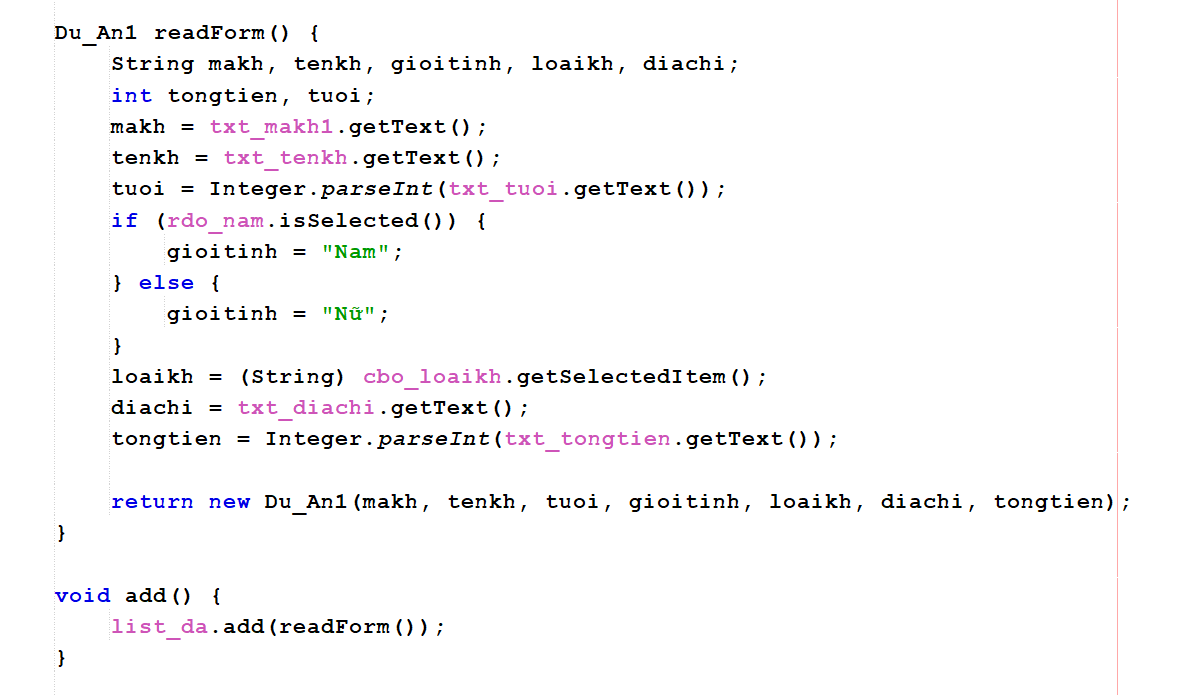 Du_An1 readForm() {
String makh, tenkh, gioitinh, loaikh, diachi;
int tongtien, tuoi;
makh = txt_makh1.getText();
tenkh = txt_tenkh.getText();
tuoi = Integer.parseInt(txt_tuoi.getText());
if (rdo_nam.isSelected()) {
gioitinh = "Nam";
} else {
gioitinh = "Nữ";
}
loaikh = (String) cbo_loaikh.getSelectedItem();
diachi = txt_diachi.getText();
tongtien = Integer.parseInt(txt_tongtien.getText());
return new Du_An1(makh, tenkh, tuoi, gioitinh, loaikh, diachi, tongtien);
}
void add() {
list_da.add(readForm());
}